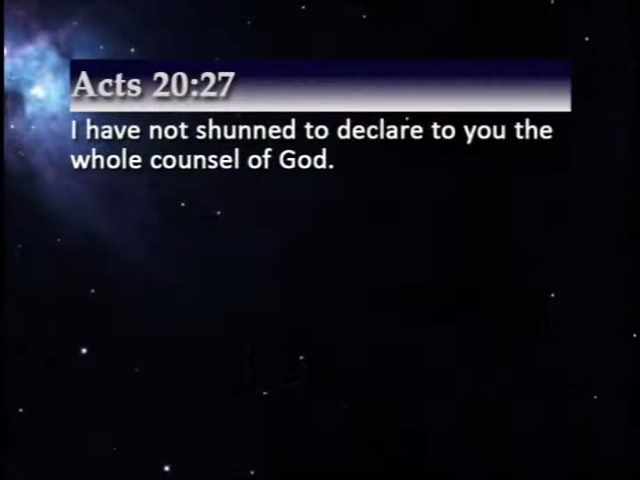 Acts 20:27
I have not shunned to declare to you the
whole counsel of God.